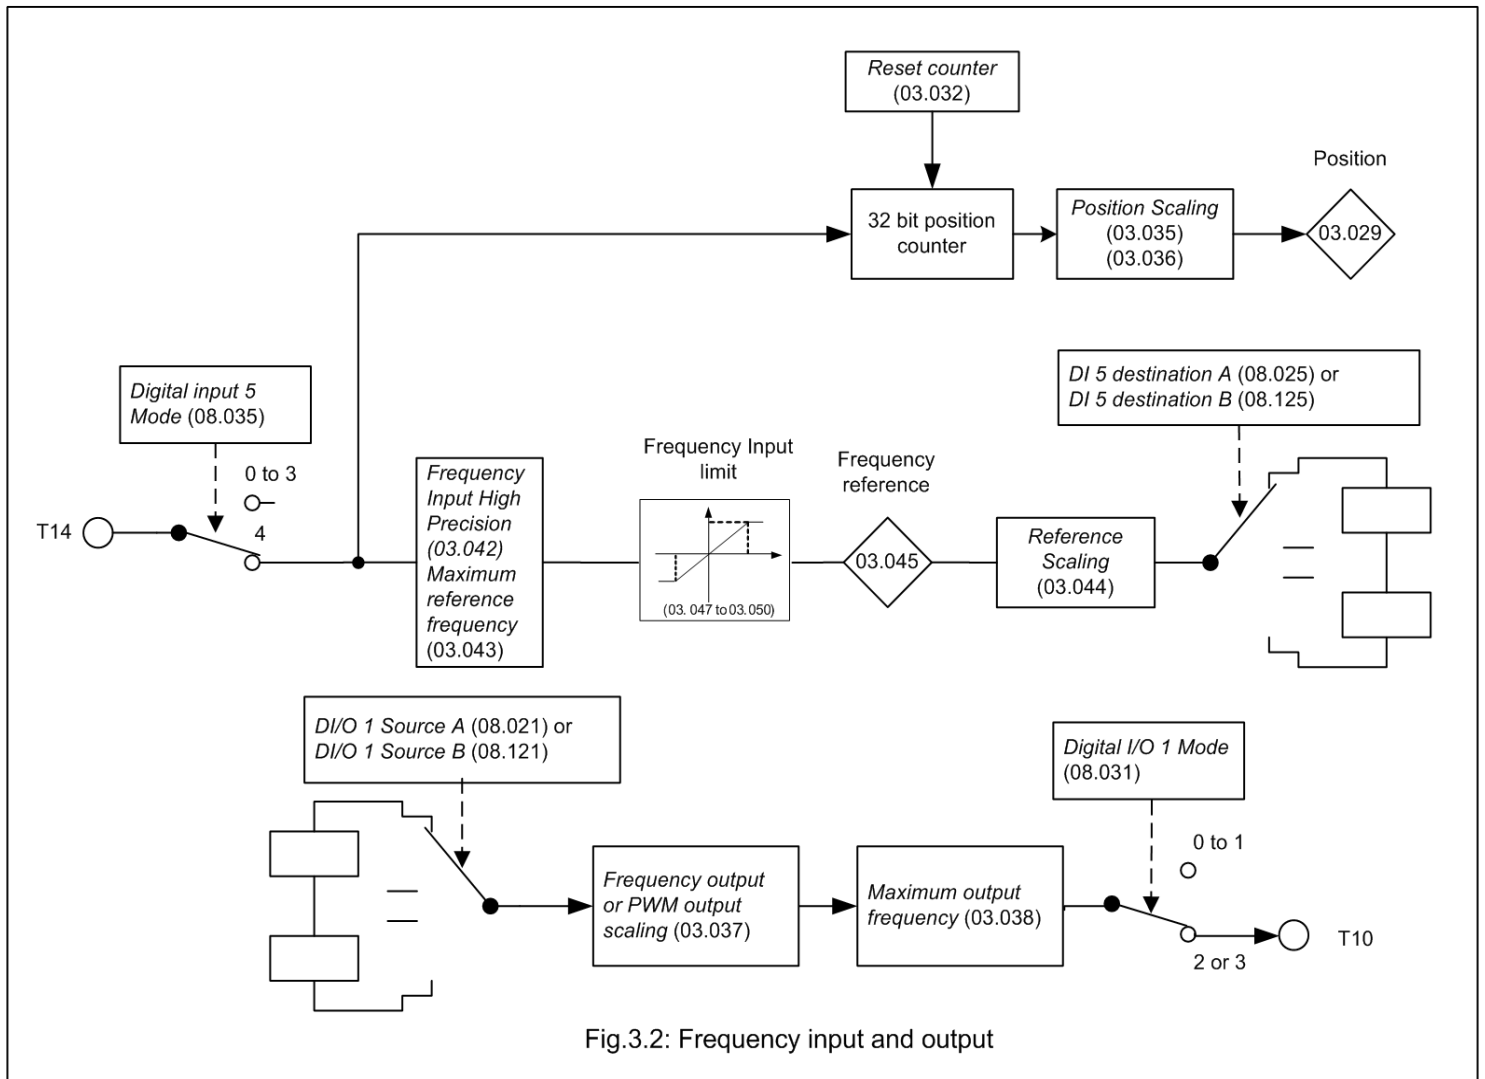 Reset counter
(03.032)
Position
32 bit position
counter
Position Scaling
(03.035)
(03.036)
03.029
Digital input 5
Mode (08.035)
DI 5 destination A (08.025) or
DI 5 destination B (08.125)
0 to 3
4
T14
Frequency
Input High
Precision
(03.042)
Maximum
reference
frequency
(03.043)
Frequency Input
limit
(03. 047 to 03. 050)
Frequency
reference
03.045
Reference
Scaling
(03.044)
DI/O 1 Source A (08.021) or
DI/O 1 Source B (08.121)
Digital I/O 1 Mode
(08.031)
Frequency output
or PWM output
scaling (03.037)
Maximum output
frequency (03.038)
0 to 1
2 or 3
T10
Fig.3.2: Frequency input and output